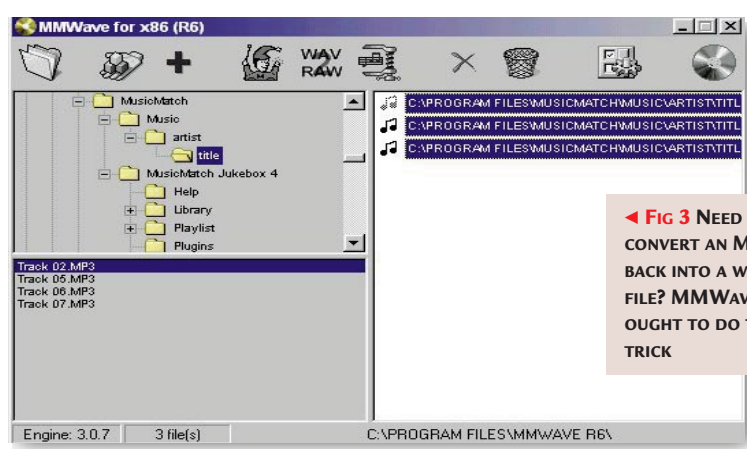 MMWave for x86 (R6)
WAV
2
RAW
MusicMatch
Music
artist
title
MusicMatch Jukebox 4
Help
Library
Playlist
Plugins
C:\PROGRAM FILES\MUSICMATCH\MUSIC\ARTIST\TITL
C:\PROGRAM FILES\MUSICMATCH\MUSIC\ARTIST\TITL
C:\PROGRAM FILES\MUSICMATCH\MUSIC\ARTIST\TITL
Track 02.MP3
Track 05.MP3
Track 06.MP3
Track 07.MP3
Engine: 3.0.7 3 file(s) C:\PROGRAM FILES\MMWAVE R6\
◄ FIG 3 NEED
CONVERT AN M
BACK INTO A W
FILE? MMWAV
OUGHT TO DO T
TRICK